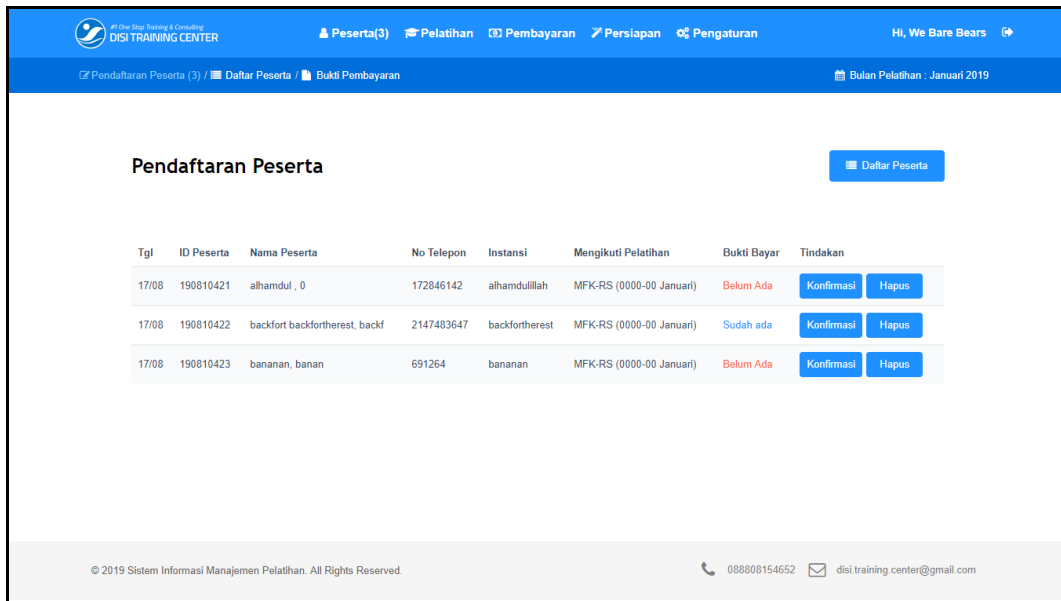 #1 One Stop Training & Consulting
DISI TRAINING CENTER
Peserta(3) Pelatihan Pembayaran Persiapan Pengaturan Hi, We Bare Bears
Pendaftaran Peserta (3) / Daftar Peserta / Bukti Pembayaran Bulan Pelatihan : Januari 2019
Pendaftaran Peserta Daftar Peserta
Tgl ID Peserta Nama Peserta No Telepon Instansi Mengikuti Pelatihan Bukti Bayar Tindakan
17/08 190810421 alhamdul , 0 172846142 alhamdulillah MFK-RS (0000-00 Januari) Belum Ada Konfirmasi Hapus
17/08 190810422 backfort backfortherest, backf 2147483647 backfortherest MFK-RS (0000-00 Januari) Sudah ada Konfirmasi Hapus
17/08 190810423 bananan, banan 691264 bananan MFK-RS (0000-00 Januari) Belum Ada Konfirmasi Hapus
© 2019 Sistem Informasi Manajemen Pelatihan. All Rights Reserved. 088808154652 disi.training.center@gmail.com